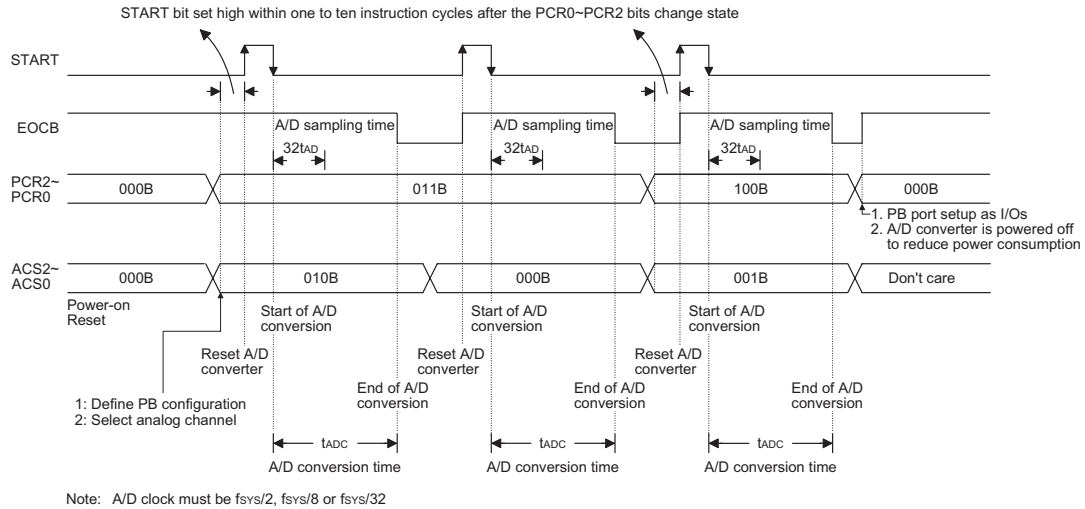 START bit set high within one to ten instruction cycles after the PCR0~PCR2 bits change state
START
EOCB
A/D sampling time
A/D sampling time
A/D sampling time
32tAD
32tAD
32tAD
PCR2~
PCR0
000B
011B
100B
000B
1. PB port setup as I/Os
2. A/D converter is powered off
to reduce power consumption
ACS2~
ACS0
000B
010B
000B
001B
Don't care
Power-on
Reset
Start of A/D
conversion
Start of A/D
conversion
Start of A/D
conversion
Reset A/D
converter
Reset A/D
converter
Reset A/D
converter
1: Define PB configuration
2: Select analog channel
End of A/D
conversion
End of A/D
conversion
End of A/D
conversion
tADC
tADC
tADC
A/D conversion time
A/D conversion time
A/D conversion time
Note: A/D clock must be fSYS/2, fSYS/8 or fSYS/32